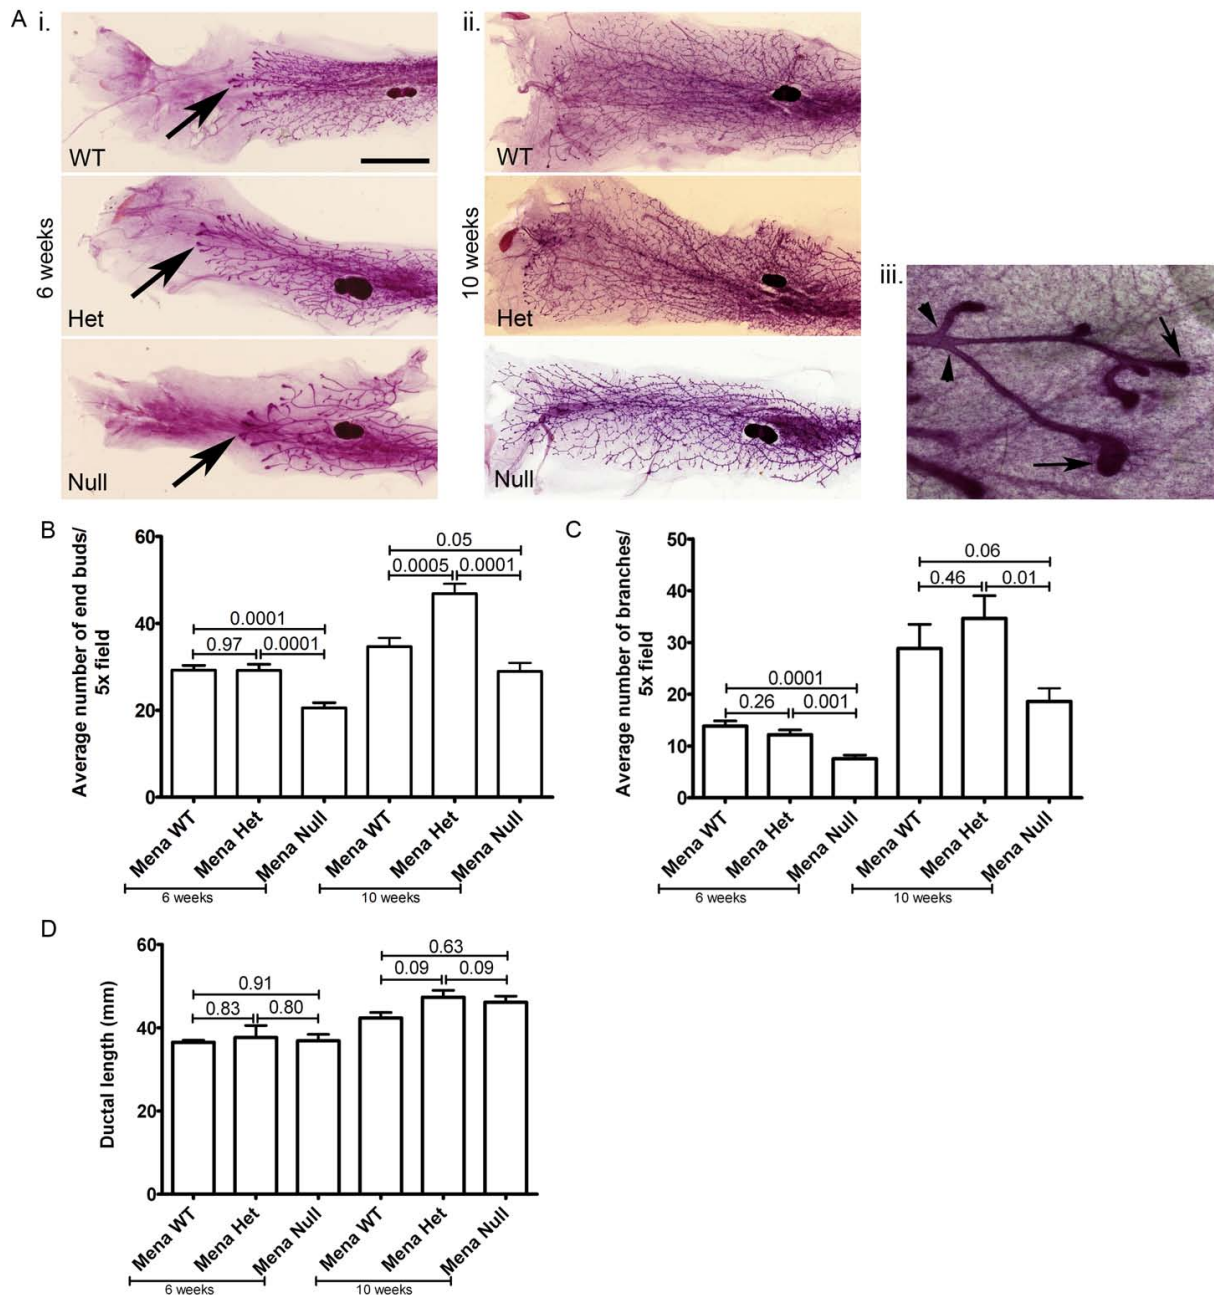 A i.
WT
Het
Null
6 weeks
ii.
WT
Het
Null
10 weeks
iii.
B
Average number of end buds/
5x field
60
40
20
0
0.0001
0.97
0.0001
0.05
0.0005
0.0001
Mena WT
Mena Het
Mena Null
Mena WT
Mena Het
Mena Null
6 weeks
10 weeks
C
Average number of branches/
5x field
50
40
30
20
10
0
0.0001
0.26
0.001
0.06
0.46
0.01
Mena WT
Mena Het
Mena Null
Mena WT
Mena Het
Mena Null
6 weeks
10 weeks
D
Ductal length (mm)
60
40
20
0
0.91
0.83
0.80
0.63
0.09
0.09
Mena WT
Mena Het
Mena Null
Mena WT
Mena Het
Mena Null
6 weeks
10 weeks